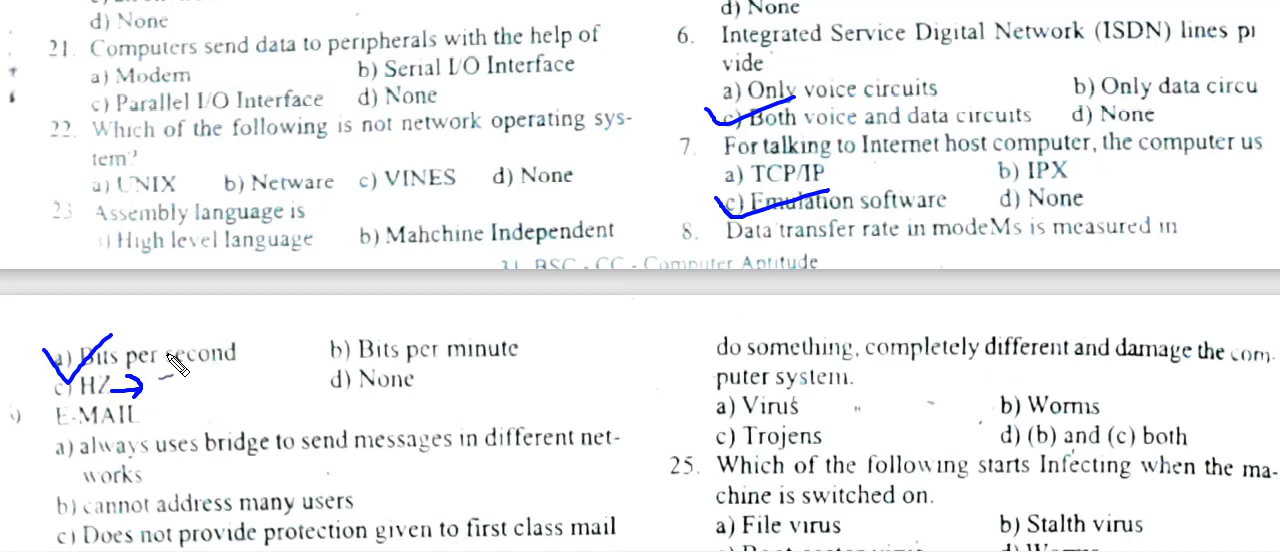 d) None
21. Computers send data to peripherals with the help of
a) Modem b) Serial I/O Interface
c) Parallel I/O Interface d) None
22. Which of the following is not network operating sys-
tem?
a) UNIX b) Netware c) VINES d) None
23 Assembly language is
High level language b) Mahchine Independent
d) None
6. Integrated Service Digital Network (ISDN) lines
vide
a) Only voice circuits b) Only data circu
c) Both voice and data circuits d) None
7. For talking to Internet host computer, the computer us
a) TCP/IP b) IPX
c) Emulation software d) None
8. Data transfer rate in modeMs is measured in
BSC - CC - Computer Aptitude
a) Bits per second b) Bits per minute
c) HZ d) None
E-MAIL
a) always uses bridge to send messages in different net-
works
b) cannot address many users
c) Does not provide protection given to first class mail
do something, completely different and damage the com-
puter system.
a) Virus b) Worms
c) Trojens d) (b) and (c) both
25. Which of the following starts Infecting when the ma-
chine is switched on.
a) File virus b) Stalth virus